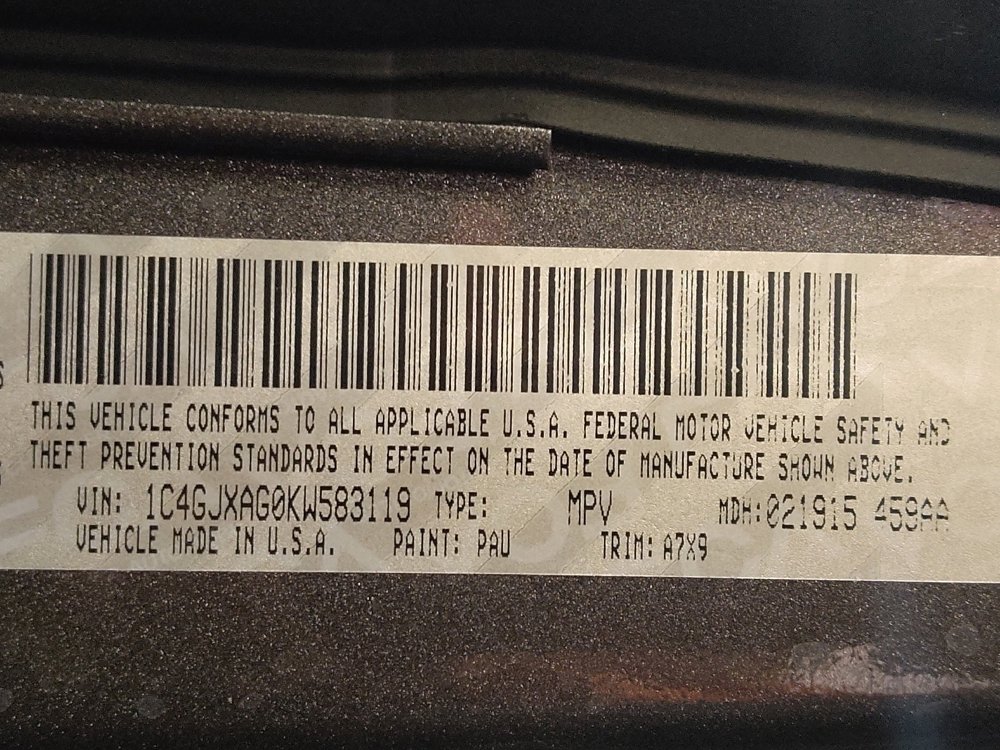 THIS VEHICLE CONFORMS TO ALL APPLICABLE U.S.A. FEDERAL MOTOR VEHICLE SAFETY AND
THEFT PREVENTION STANDARDS IN EFFECT ON THE DATE OF MANUFACTURE SHOWN ABOVE.
VIN: 1C4GJXAG0KW583119 TYPE: MPV MDH:021915 459AA
VEHICLE MADE IN U.S.A. PAINT: PAU TRIM: A7X9